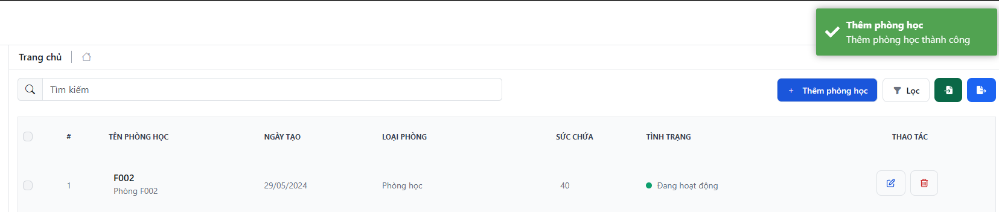 Thêm phòng học
Thêm phòng học thành công
Trang chủ
Tìm kiếm
+ Thêm phòng học
Lọc
# TÊN PHÒNG HỌC NGÀY TẠO LOẠI PHÒNG SỨC CHỨA TÌNH TRẠNG THAO TÁC
1 F002 29/05/2024 Phòng học 40 Đang hoạt động
Phòng F002